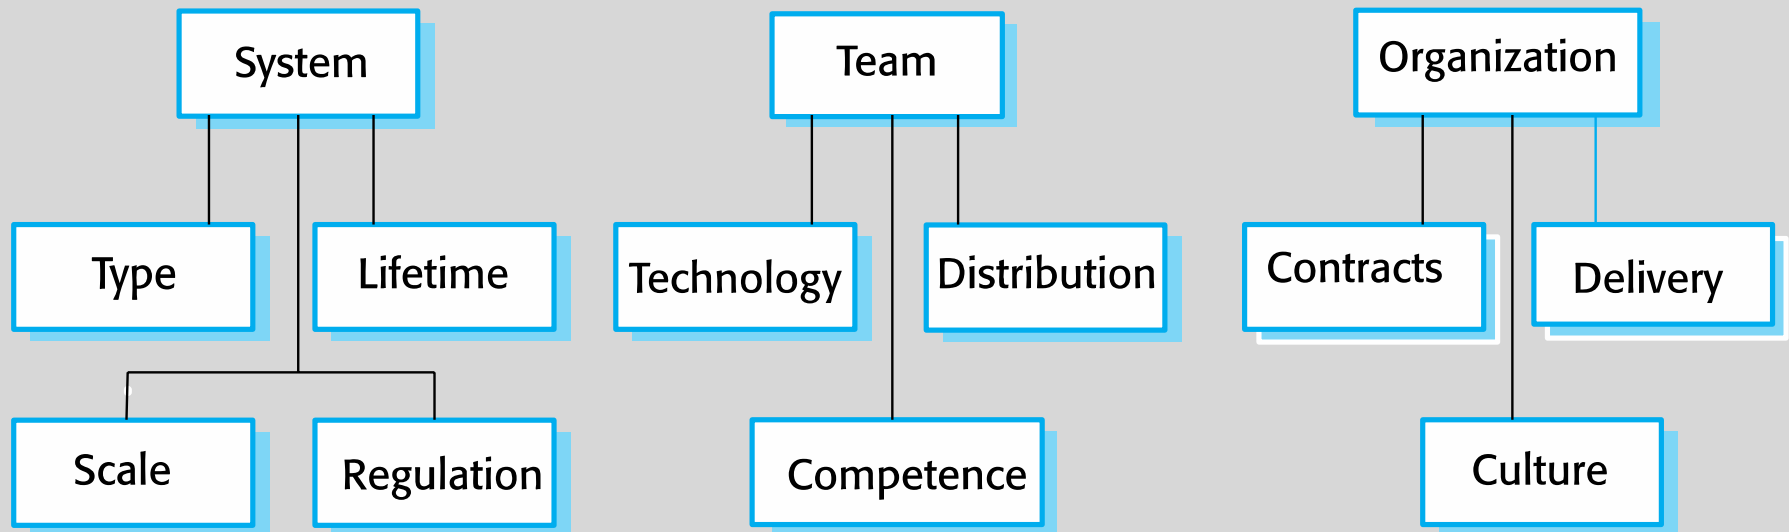 System
Team
Organization
Type
Lifetime
Technology
Distribution
Contracts
Delivery
Scale
Regulation
Competence
Culture